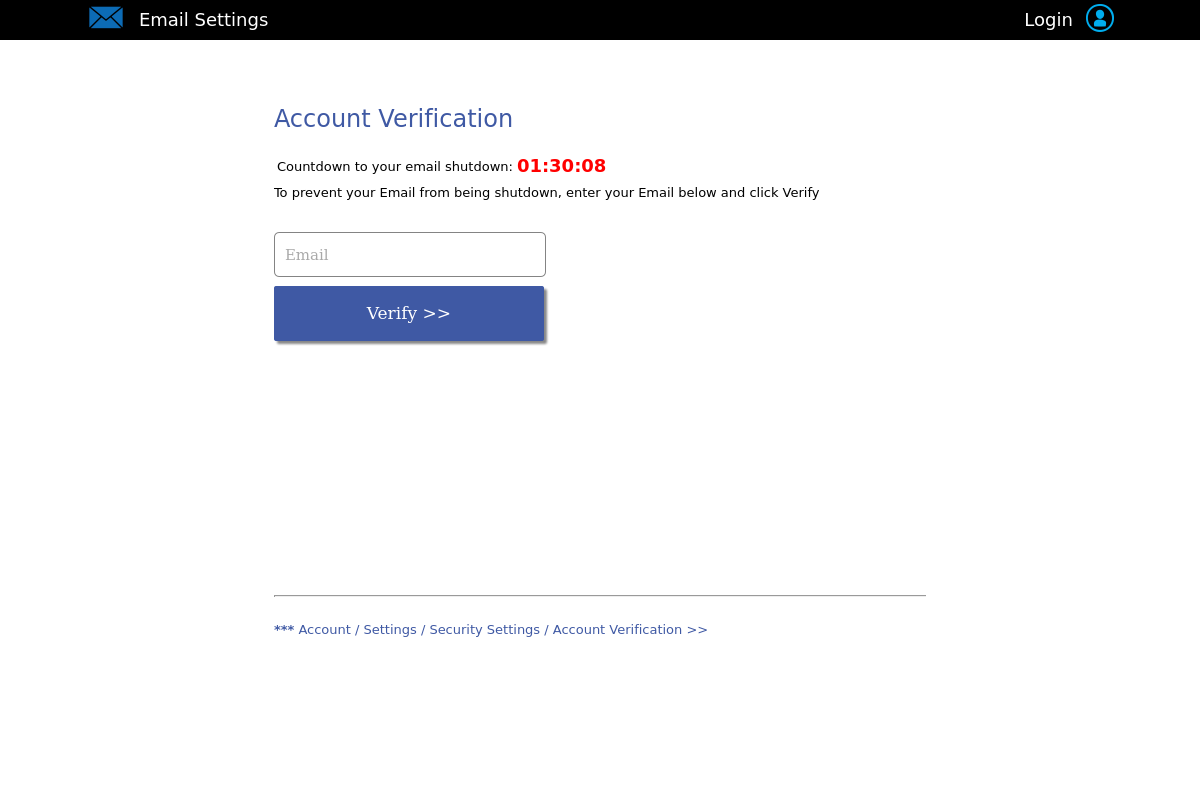 Email Settings
Login
Account Verification
Countdown to your email shutdown: 01:30:08
To prevent your Email from being shutdown, enter your Email below and click Verify
Email
Verify >>
*** Account / Settings / Security Settings / Account Verification >>